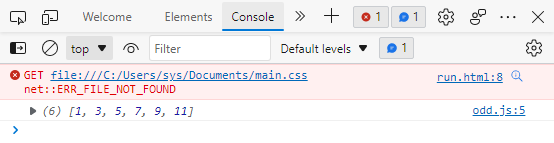 Welcome Elements Console 1 1
top Filter Default levels 1
GET file:///C:/Users/sys/Documents/main.css run.html:8
net::ERR_FILE_NOT_FOUND
(6) [1, 3, 5, 7, 9, 11] odd.js:5